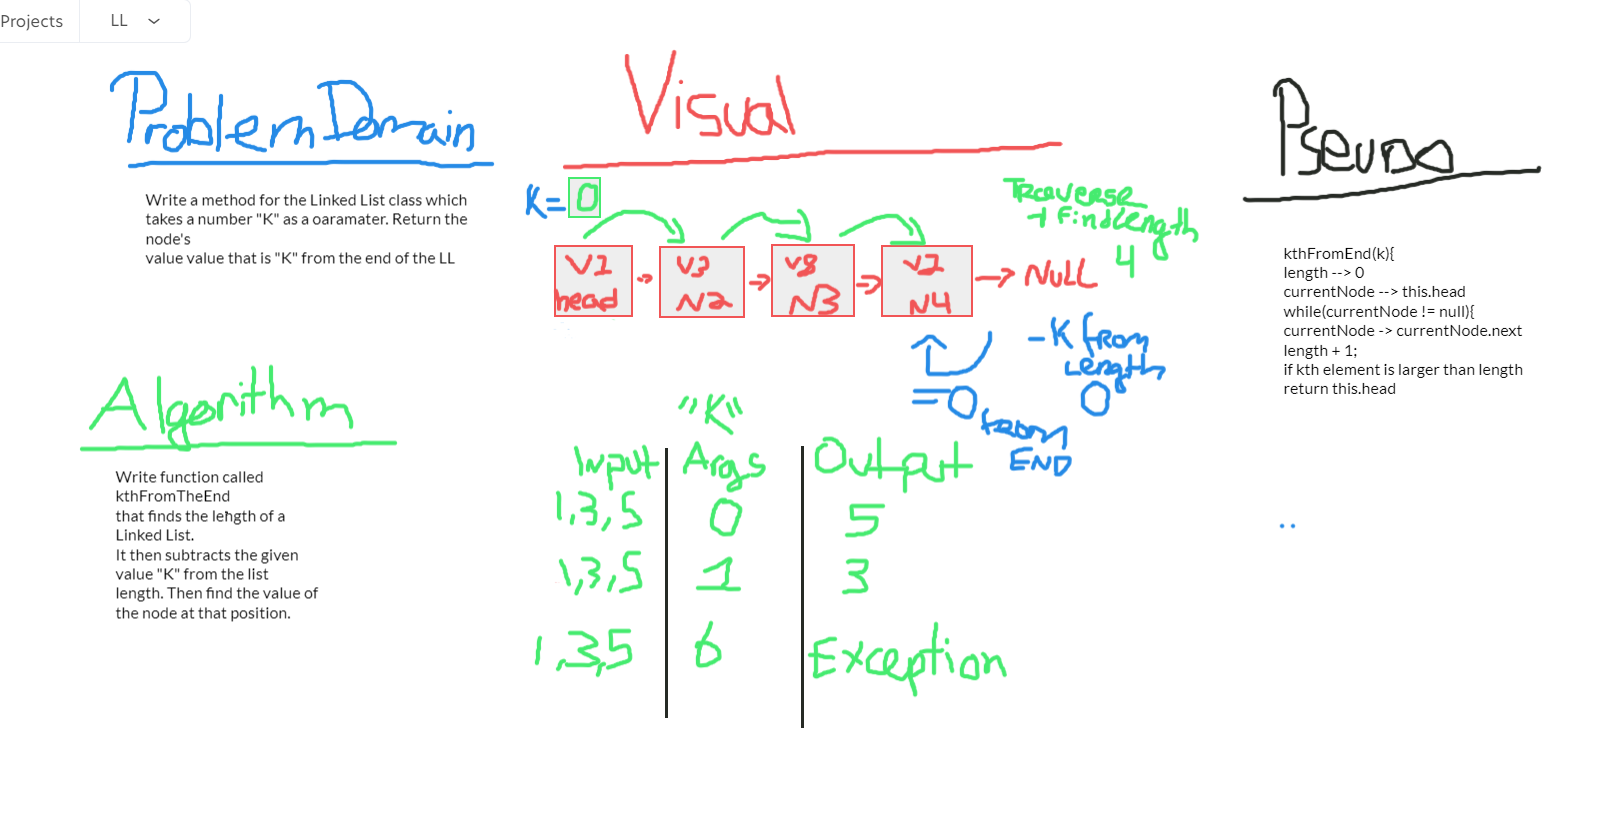 Projects
LL
Problem Domain
Write a method for the Linked List class which
takes a number "K" as a oaramater. Return the
node's
value value that is "K" from the end of the LL
Algorithm
Write function called
kthFromTheEnd
that finds the length of a
Linked List.
It then subtracts the given
value "K" from the list
length. Then find the value of
the node at that position.
Visual
K= 0
Traverse
+ Find Length
4
V1
head
V3
N2
V8
N3
V2
N4
NULL
-K from
Length
0
=0 from
END
"K"
Input Args Output
1,3,5 0 5
1,3,5 1 3
1,3,5 6 Exception
Pseudo
kthFromEnd(k){
length --> 0
currentNode --> this.head
while(currentNode != null){
currentNode -> currentNode.next
length + 1;
if kth element is larger than length
return this.head